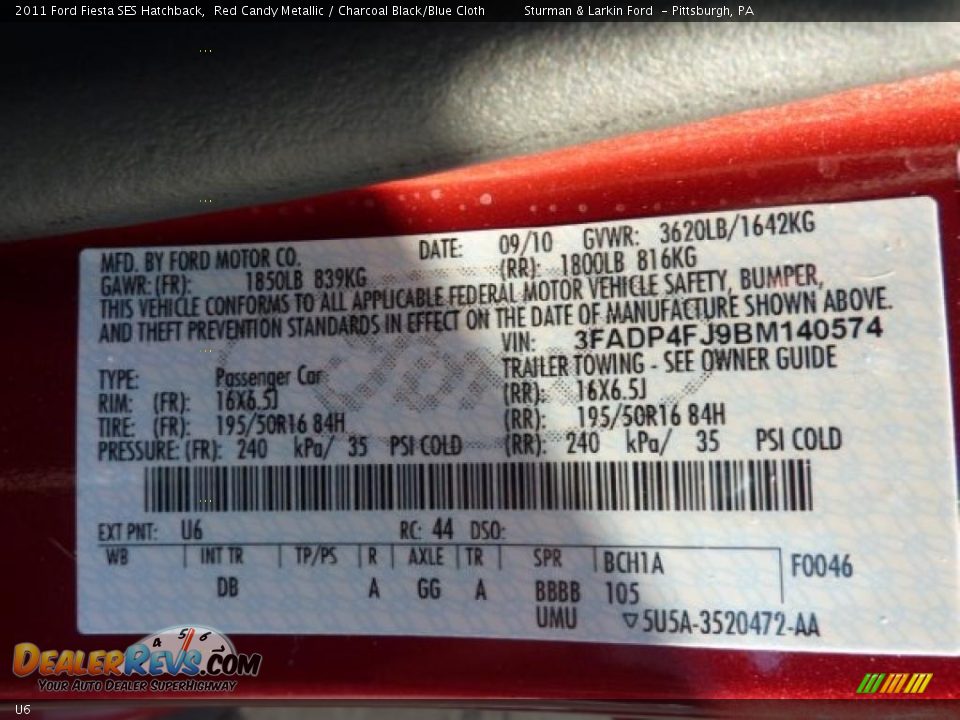 2011 Ford Fiesta SES Hatchback, Red Candy Metallic / Charcoal Black/Blue Cloth Sturman & Larkin Ford - Pittsburgh, PA
MFD. BY FORD MOTOR CO. DATE: 09/10 GVWR: 3620LB/1642KG
GAWR: (FR): 1850LB 839KG (RR): 1800LB 816KG
THIS VEHICLE CONFORMS TO ALL APPLICABLE FEDERAL MOTOR VEHICLE SAFETY, BUMPER,
AND THEFT PREVENTION STANDARDS IN EFFECT ON THE DATE OF MANUFACTURE SHOWN ABOVE.
VIN: 3FADP4FJ9BM140574
TYPE: Passenger Car TRAILER TOWING - SEE OWNER GUIDE
RIM: (FR): 16X6.5J (RR): 16X6.5J
TIRE: (FR): 195/50R16 84H (RR): 195/50R16 84H
PRESSURE: (FR): 240 kPa/ 35 PSI COLD (RR): 240 kPa/ 35 PSI COLD
EXT PNT: U6 RC: 44 DSO:
WB INT TR TP/PS R AXLE TR SPR BCH1A F0046
DB A GG A BBBB 105
UMU ▽5U5A-3520472-AA
Ford
4 5 6
DEALERREVS.COM
YOUR AUTO DEALER SUPERHIGHWAY
U6